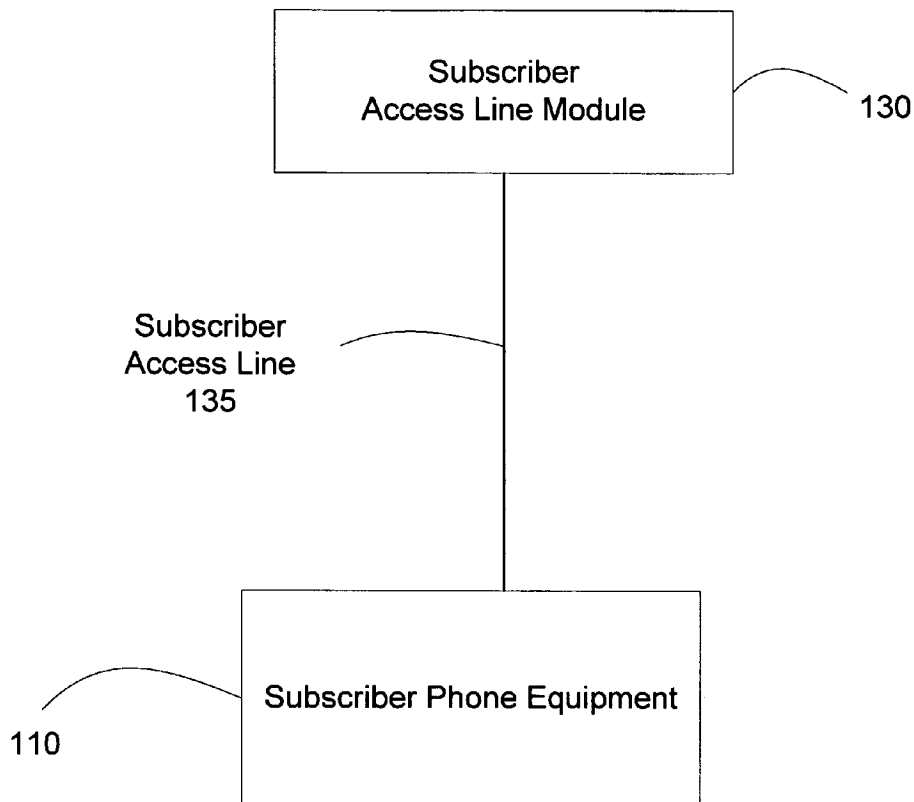 Subscriber
Access Line Module
130
Subscriber
Access Line
135
Subscriber Phone Equipment
110